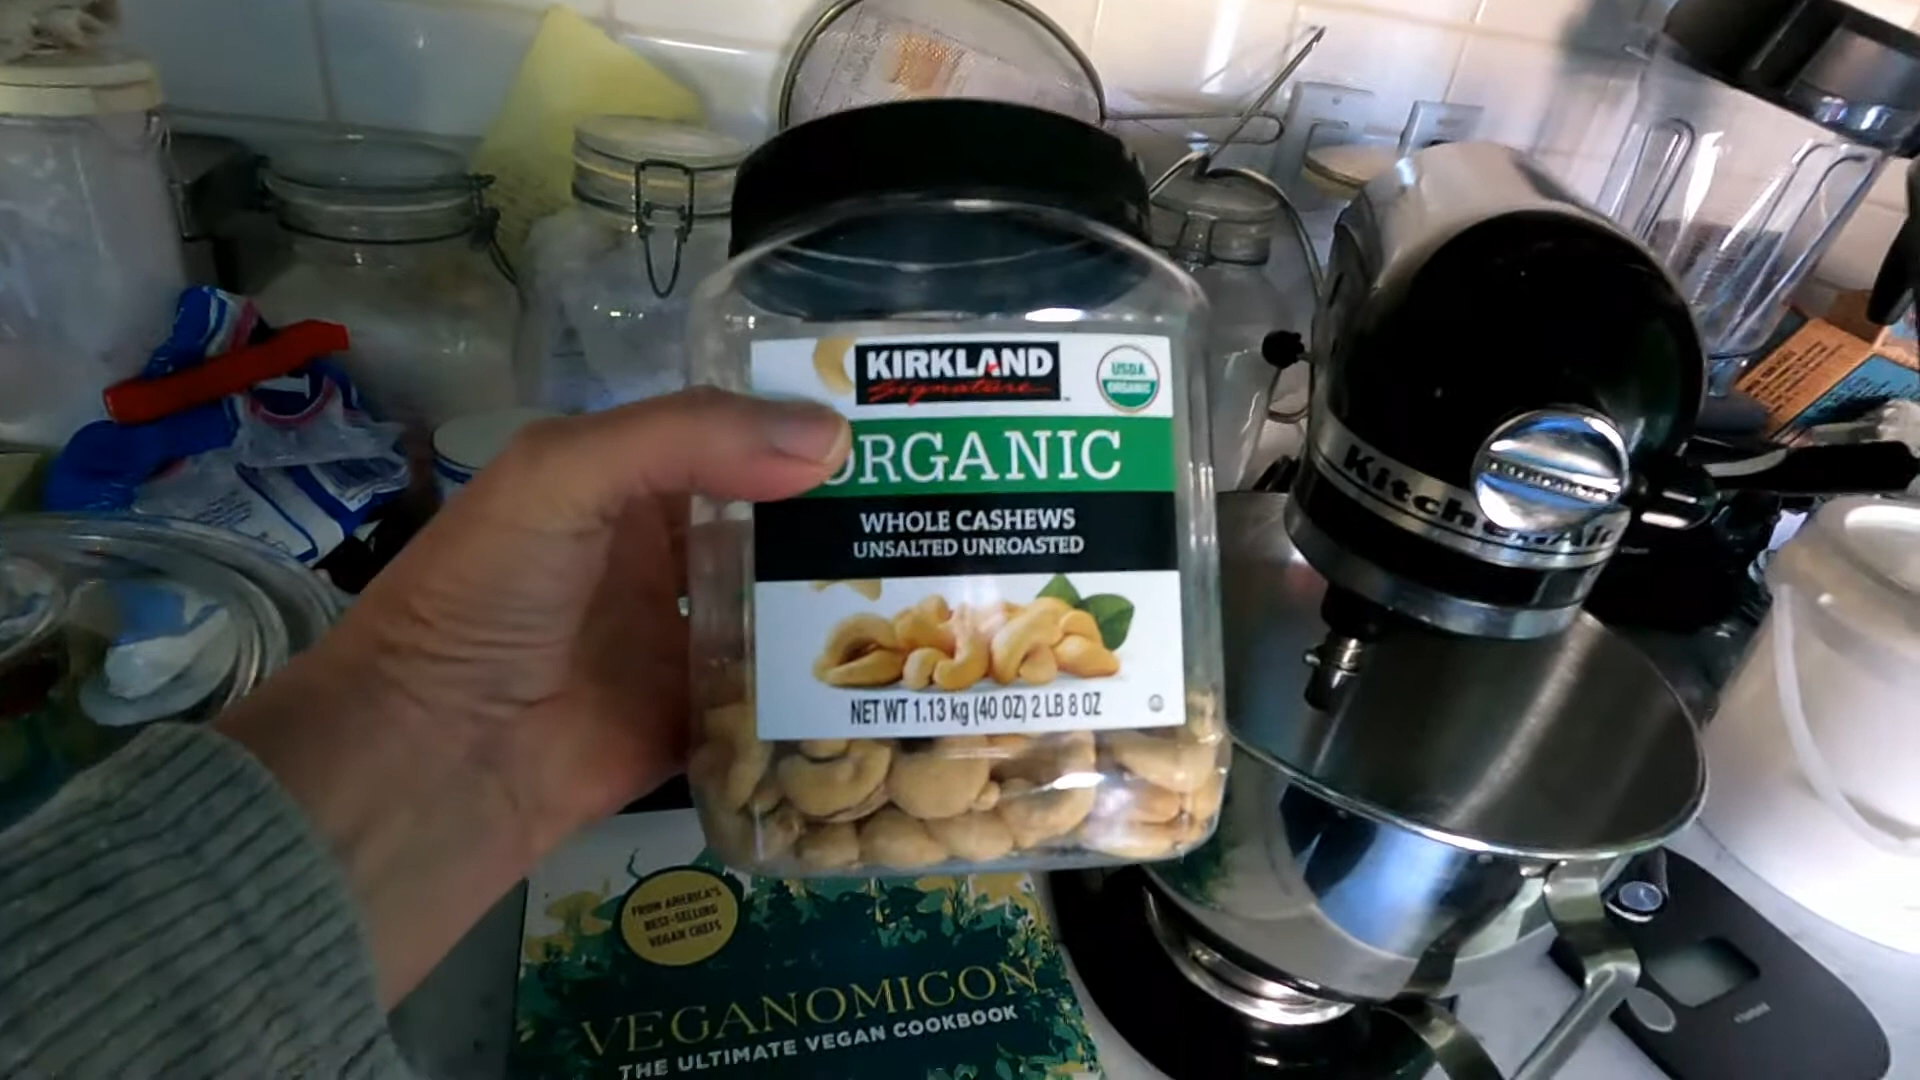 KIRKLAND
Signature
USDA
ORGANIC
ORGANIC
WHOLE CASHEWS
UNSALTED UNROASTED
NET WT 1.13 kg (40 OZ) 2 LB 8 OZ
KitchenAid
FROM AMERICA'S
BEST-SELLING
VEGAN CHEFS
VEGANOMICON
THE ULTIMATE VEGAN COOKBOOK